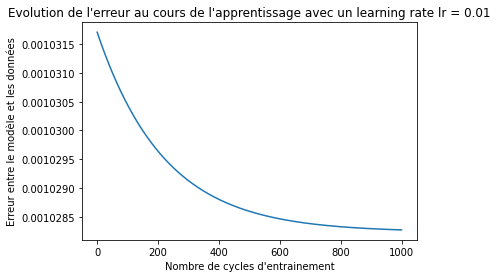 Evolution de l'erreur au cours de l'apprentissage avec un learning rate lr = 0.01
Erreur entre le modèle et les données
0.0010315
0.0010310
0.0010305
0.0010300
0.0010295
0.0010290
0.0010285
0 200 400 600 800 1000
Nombre de cycles d'entrainement